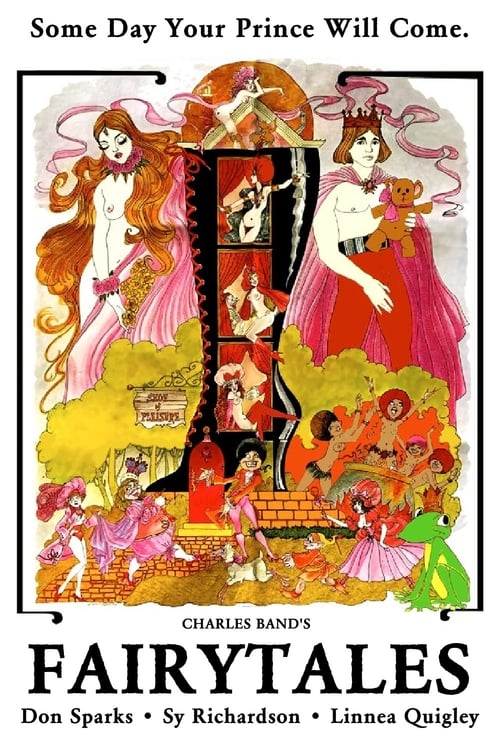 Some Day Your Prince Will Come.
SHOE
of
PLEASURE
CHARLES BAND'S
FAIRYTALES
Don Sparks • Sy Richardson • Linnea Quigley